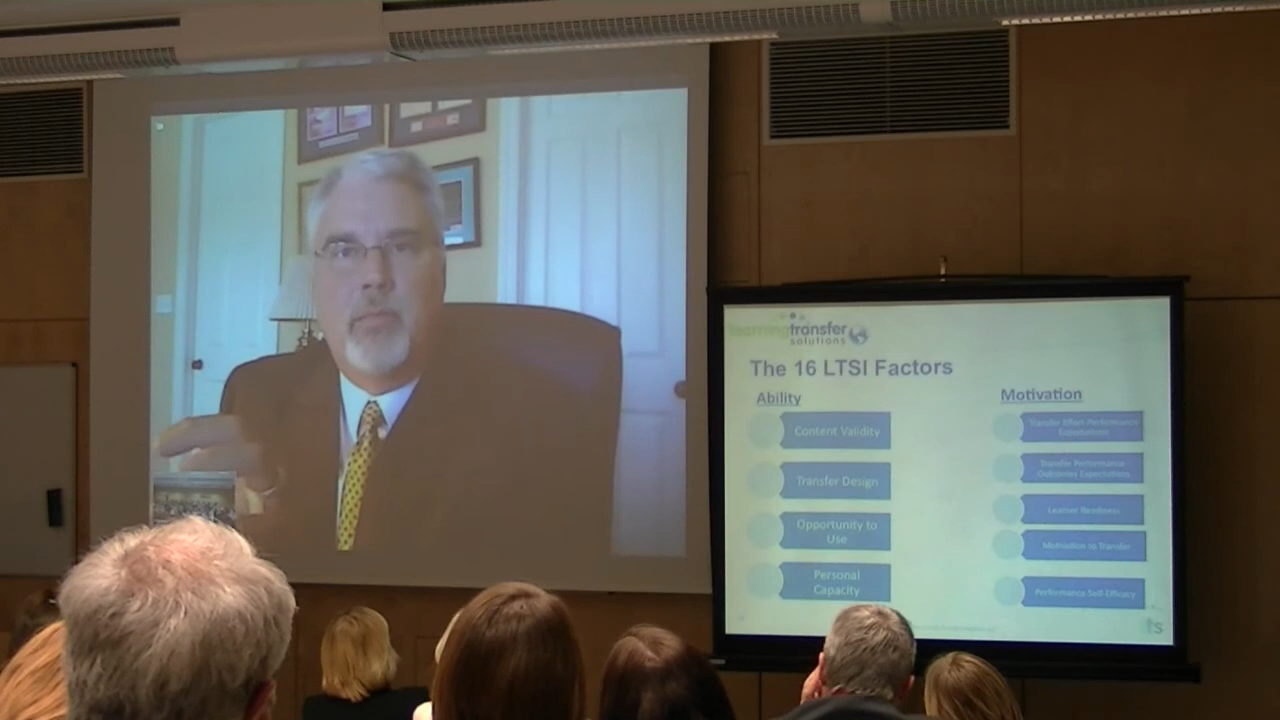 learningtransfer
solutions
The 16 LTSI Factors
Ability
Motivation
Content Validity
Transfer Design
Opportunity to
Use
Personal
Capacity
Transfer Effort Performance
Expectations
Transfer Performance
Outcomes Expectations
Learner Readiness
Motivation to Transfer
Performance Self-Efficacy
ts